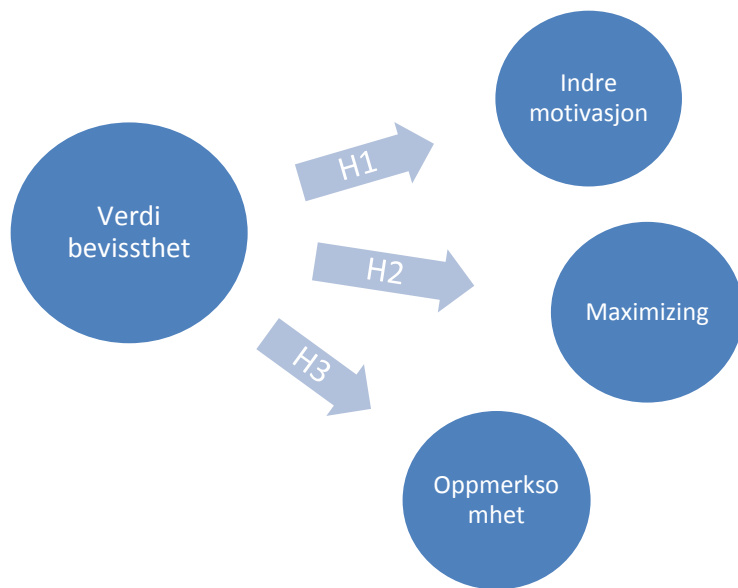 Indre
motivasjon
H1
Verdi
bevissthet
H2
Maximizing
H3
Oppmerkso
mhet